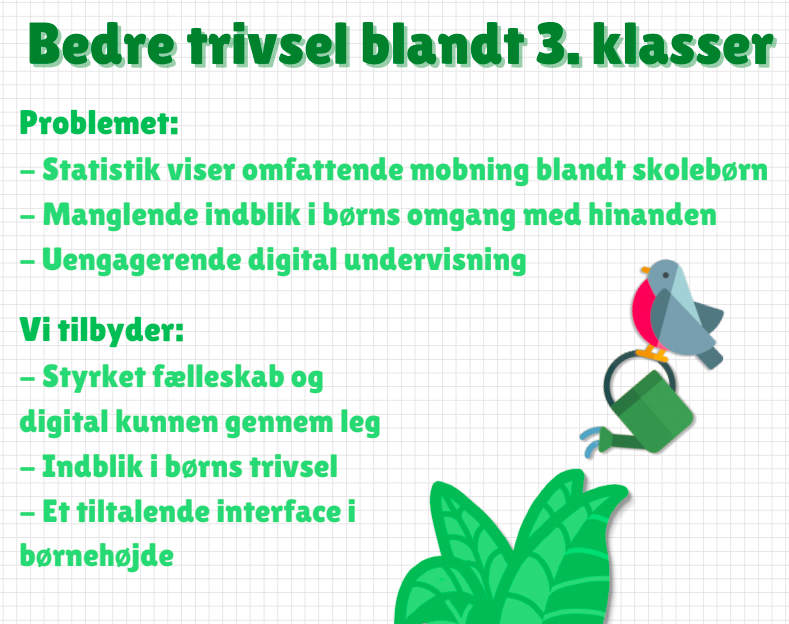 Bedre trivsel blandt 3. klasser
Problemet:
- Statistik viser omfattende mobning blandt skolebørn
- Manglende indblik i børns omgang med hinanden
- Uengagerende digital undervisning
Vi tilbyder:
- Styrket fælleskab og
digital kunnen gennem leg
- Indblik i børns trivsel
- Et tiltalende interface i
børnehøjde